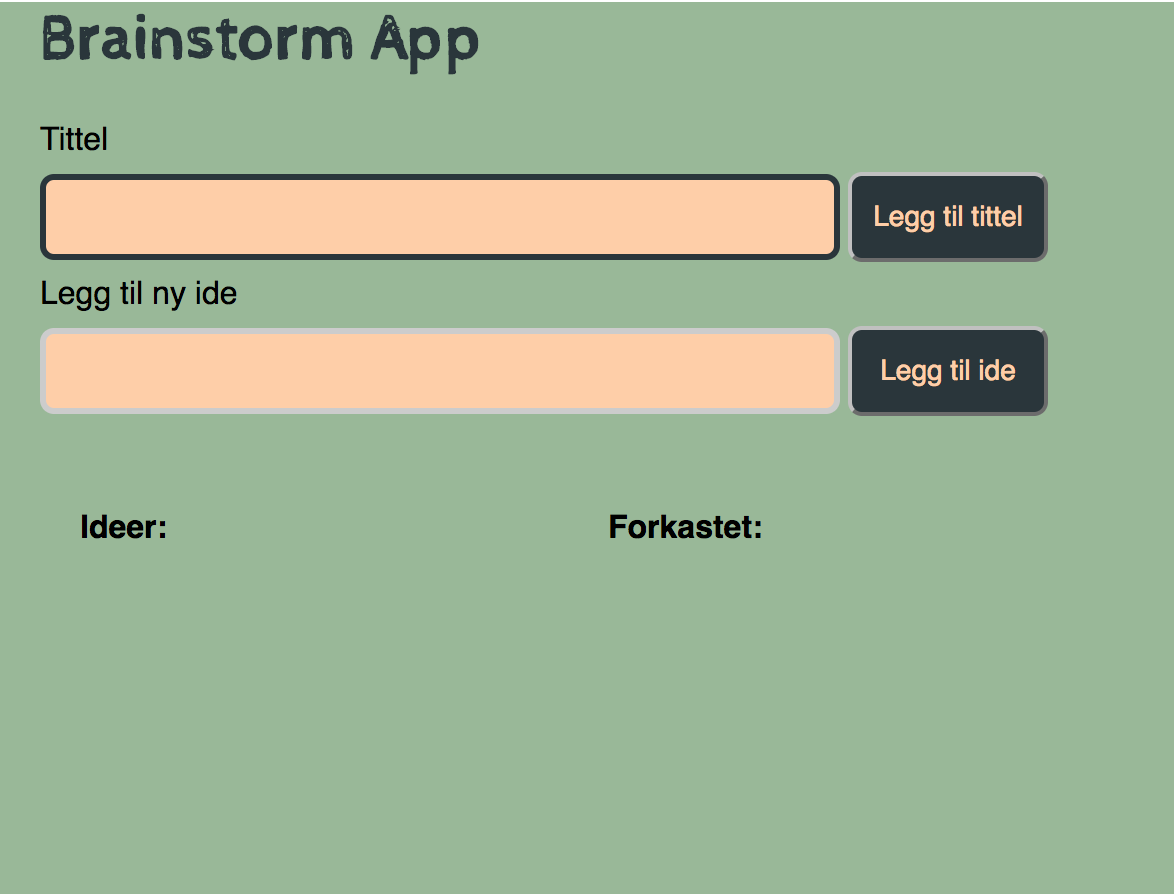 Brainstorm App
Tittel
Legg til tittel
Legg til ny ide
Legg til ide
Ideer:
Forkastet: